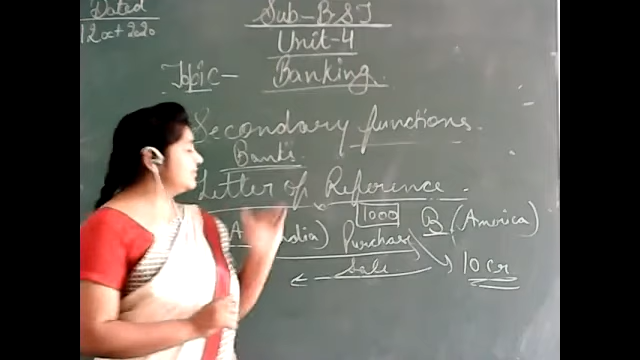 Dated
12 Oct 2020
Sub-BST
Unit-4
Topic- Banking
Secondary functions.
Banks
Letter of Reference.
A (India) Purchase 1000 B (America)
Sale 10 Cr